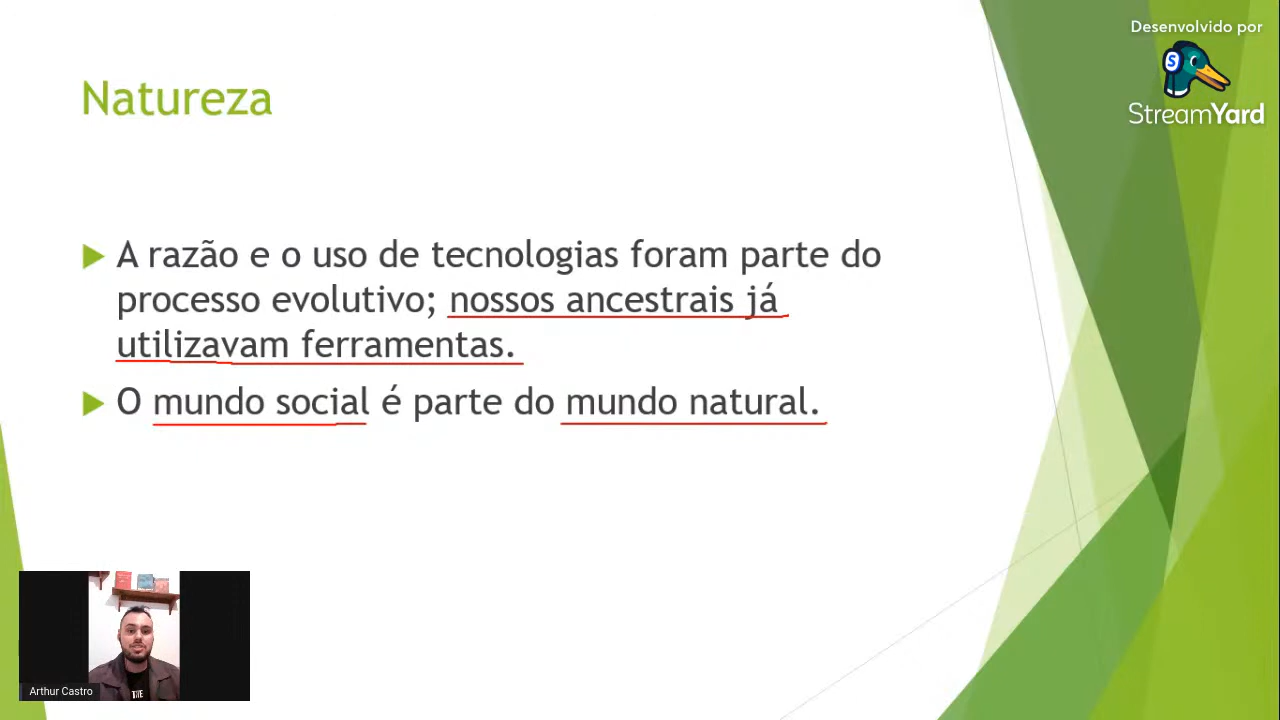 Desenvolvido por
StreamYard
Natureza
A razão e o uso de tecnologias foram parte do
processo evolutivo; nossos ancestrais já
utilizavam ferramentas.
O mundo social é parte do mundo natural.
Arthur Castro
THE